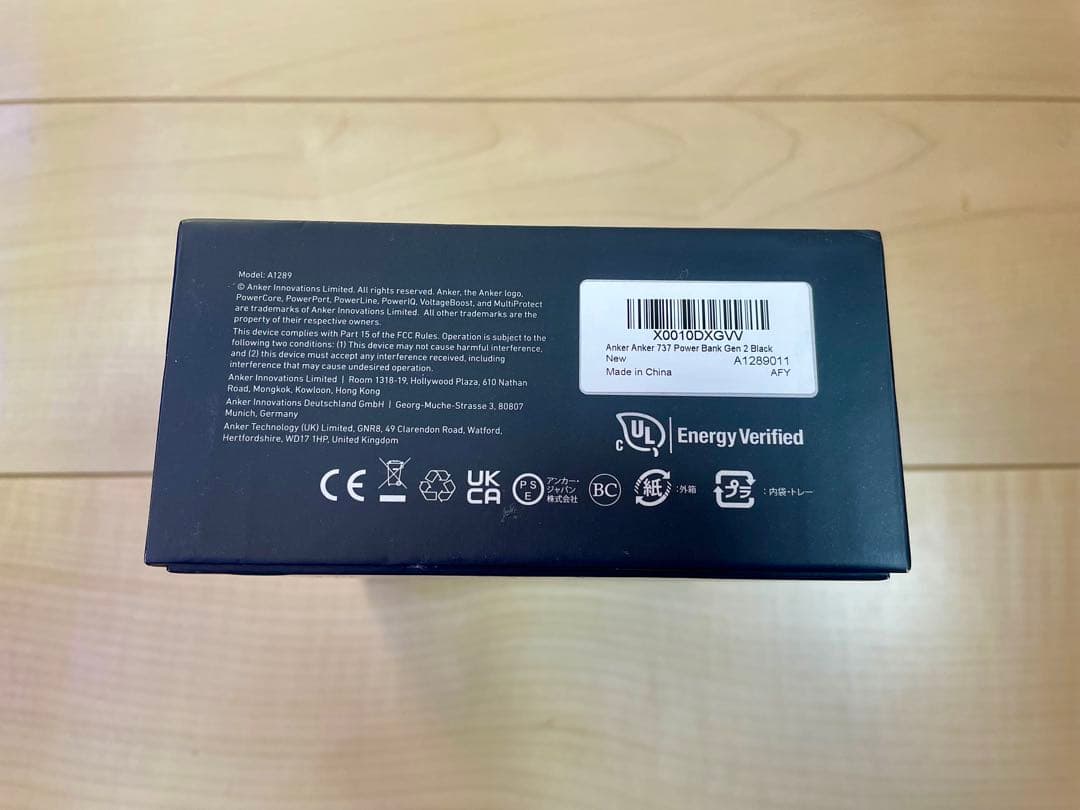 Model: A1289
© Anker Innovations Limited. All rights reserved. Anker, the Anker logo,
PowerCore, PowerPort, PowerLine, PowerIQ, VoltageBoost, and MultiProtect
are trademarks of Anker Innovations Limited. All other trademarks are the
property of their respective owners.
This device complies with Part 15 of the FCC Rules. Operation is subject to the
following two conditions: (1) This device may not cause harmful interference,
and (2) this device must accept any interference received, including
interference that may cause undesired operation.
Anker Innovations Limited | Room 1318-19, Hollywood Plaza, 610 Nathan
Road, Mongkok, Kowloon, Hong Kong
Anker Innovations Deutschland GmbH | Georg-Muche-Strasse 3, 80807
Munich, Germany
Anker Technology (UK) Limited, GNR8, 49 Clarendon Road, Watford,
Hertfordshire, WD17 1HP, United Kingdom
X0010DXGVV
Anker Anker 737 Power Bank Gen 2 Black
New A1289011
Made in China AFY
c UL Energy Verified
CE
UK
CA
PS
E
アンカー・
ジャパン
株式会社
BC
紙 :外箱
プラ :内袋・トレー